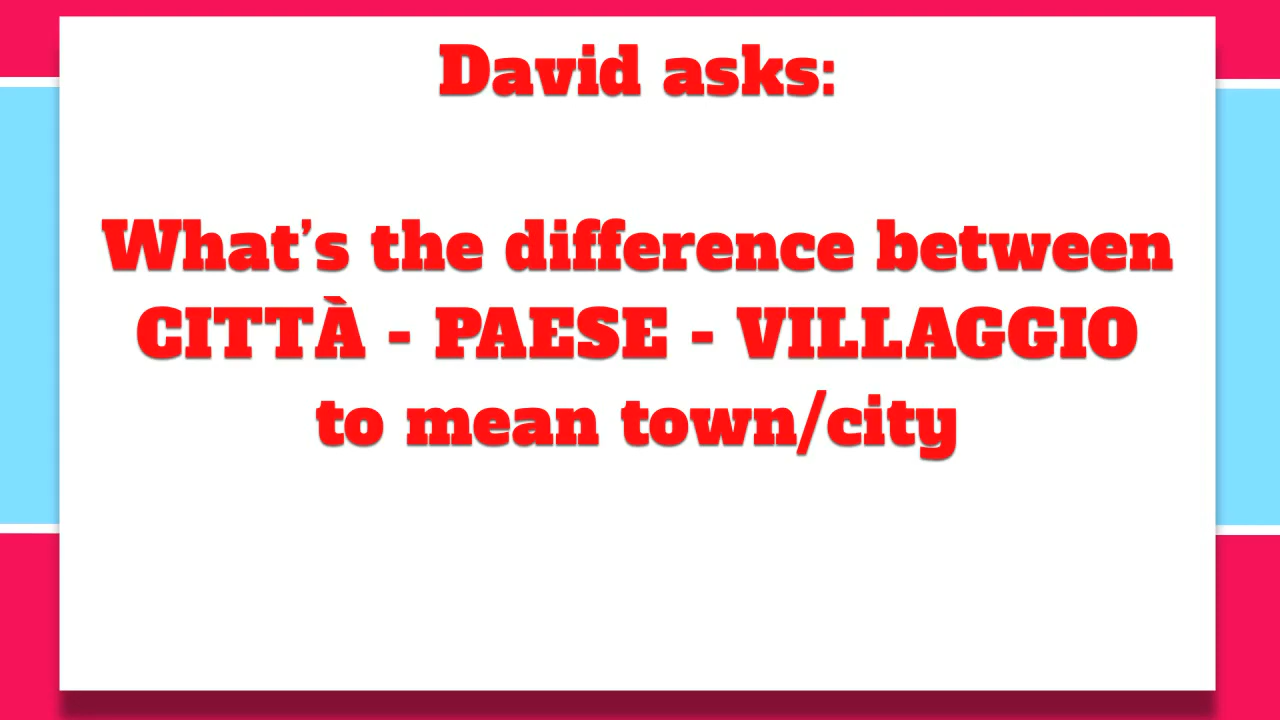 David asks:
What's the difference between
CITTÀ - PAESE - VILLAGGIO
to mean town/city